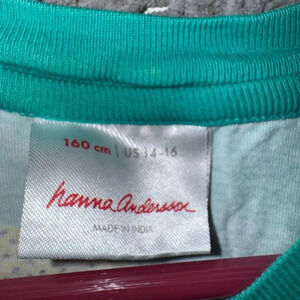 160 cm | US 14-16
hanna andersson
MADE IN INDIA